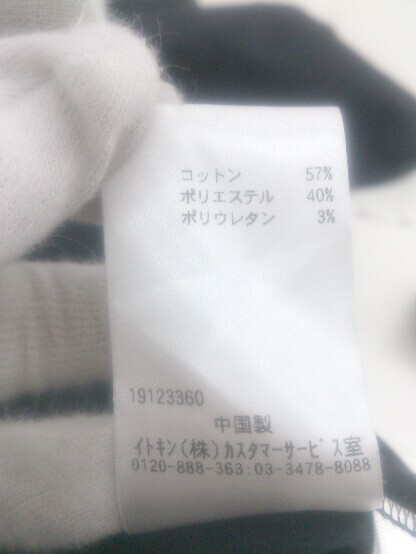 コットン 57%
ポリエステル 40%
ポリウレタン 3%
19123360
中国製
イトキン(株)カスタマーサービス室
0120-888-363:03-3478-8088